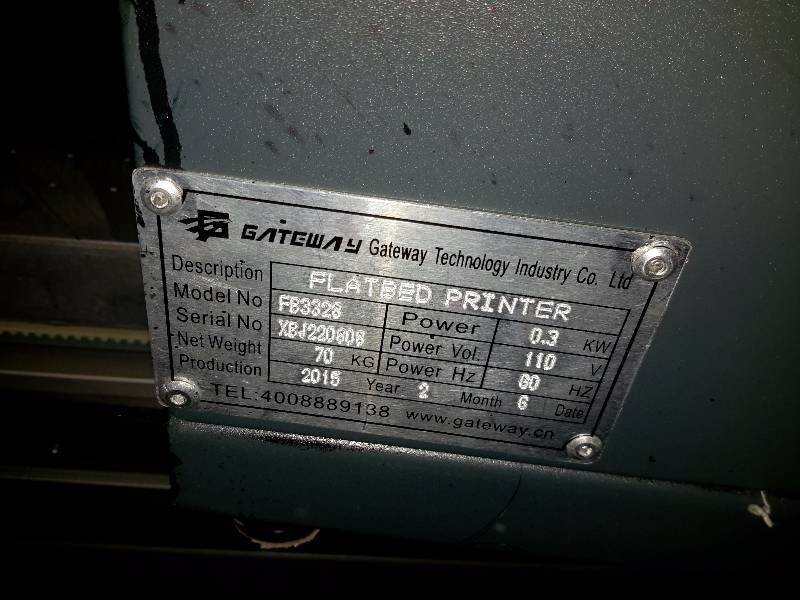 GATEWAY Gateway Technology Industry Co. Ltd
Description FLATBED PRINTER
Model No FB3328 Power 0.3 KW
Serial No XBJ220608 Power Vol. 110 V
Net Weight 70 KG Power Hz 60 HZ
Production 2015 Year 2 Month 6 Date
TEL:4008889138 www.gateway.cn